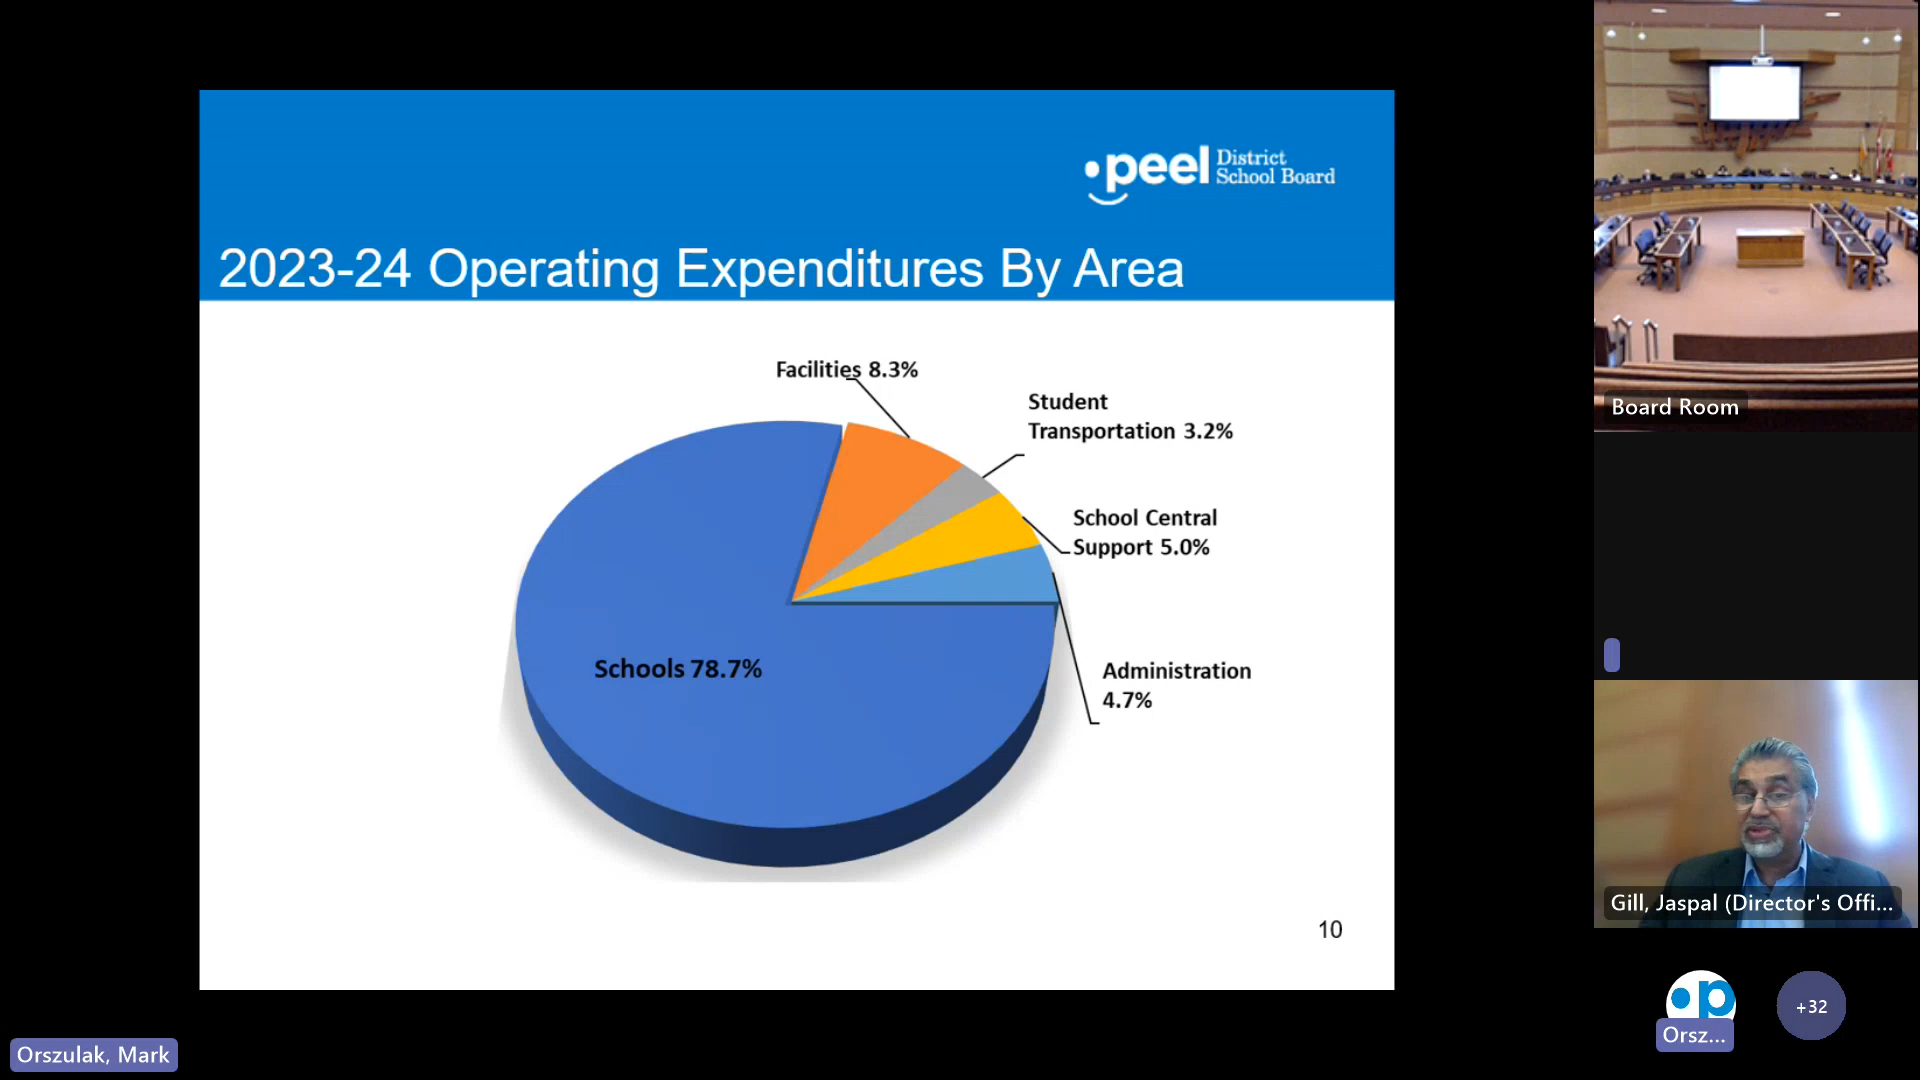 peel District
School Board
2023-24 Operating Expenditures By Area
Facilities 8.3%
Student
Transportation 3.2%
School Central
Support 5.0%
Schools 78.7%
Administration
4.7%
10
Board Room
Gill, Jaspal (Director's Offi...
p
Orsz...
+32
Orszulak, Mark